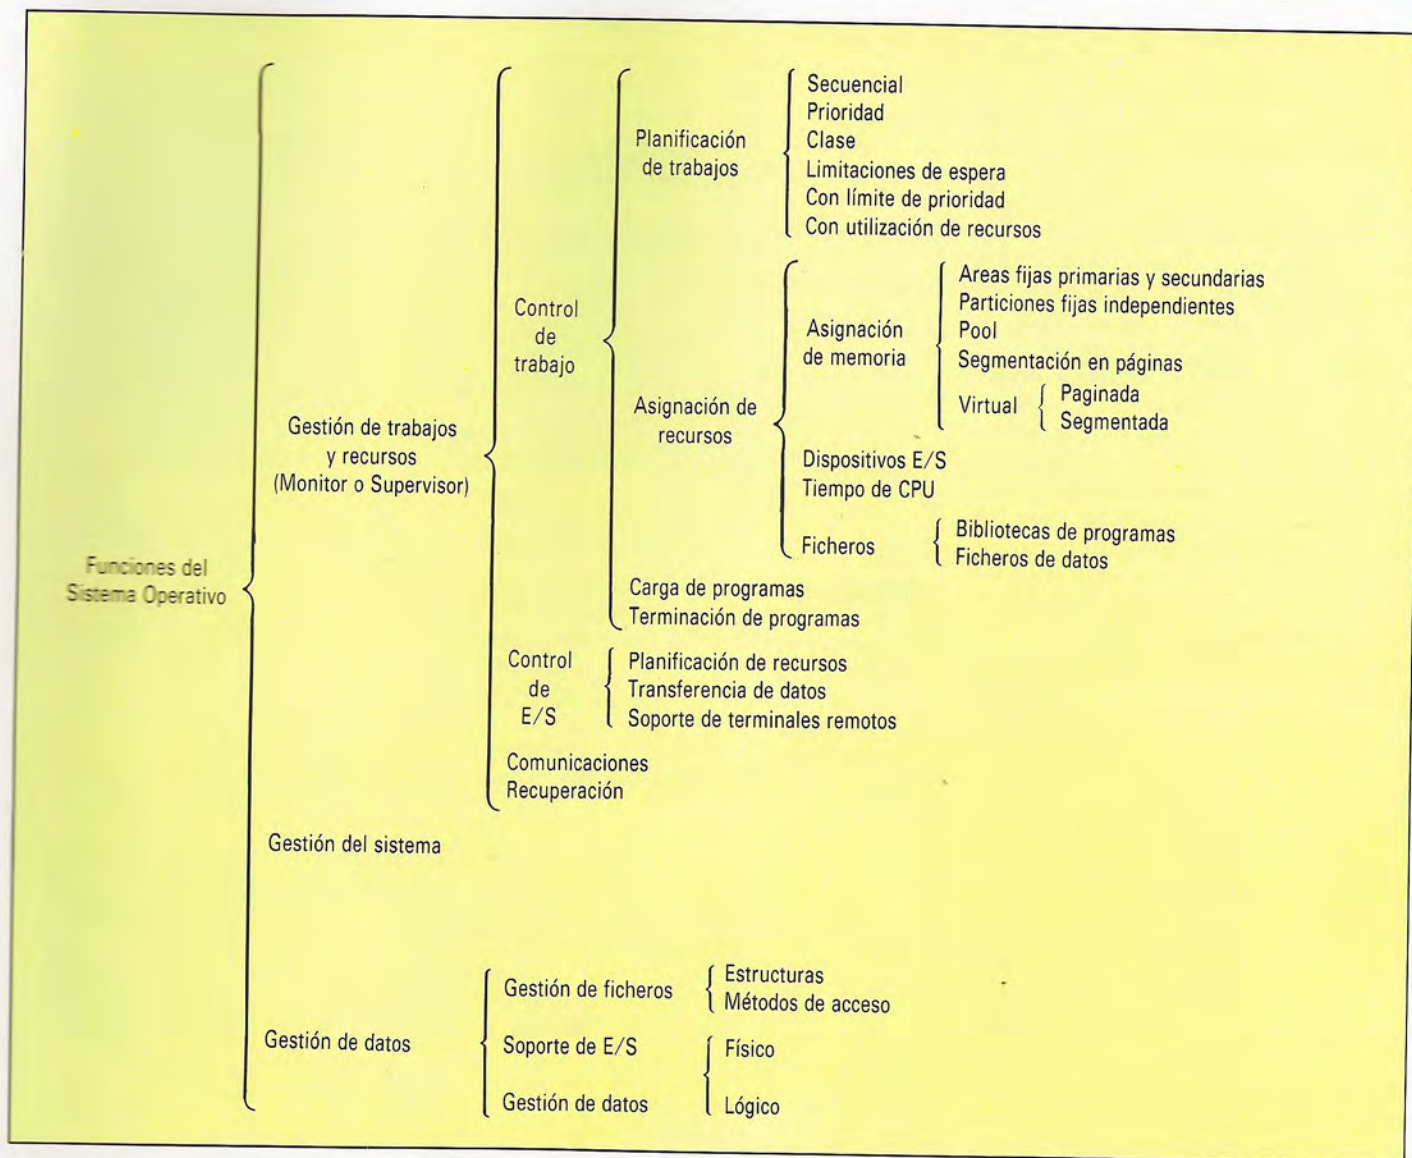 Funciones del
Sistema Operativo
Gestión de trabajos
y recursos
(Monitor o Supervisor)
Control
de
trabajo
Planificación
de trabajos
Secuencial
Prioridad
Clase
Limitaciones de espera
Con límite de prioridad
Con utilización de recursos
Asignación de
recursos
Asignación
de memoria
Areas fijas primarias y secundarias
Particiones fijas independientes
Pool
Segmentación en páginas
Virtual
Paginada
Segmentada
Dispositivos E/S
Tiempo de CPU
Ficheros
Bibliotecas de programas
Ficheros de datos
Carga de programas
Terminación de programas
Control
de
E/S
Planificación de recursos
Transferencia de datos
Soporte de terminales remotos
Comunicaciones
Recuperación
Gestión del sistema
Gestión de datos
Gestión de ficheros
Estructuras
Métodos de acceso
Soporte de E/S
Gestión de datos
Físico
Lógico